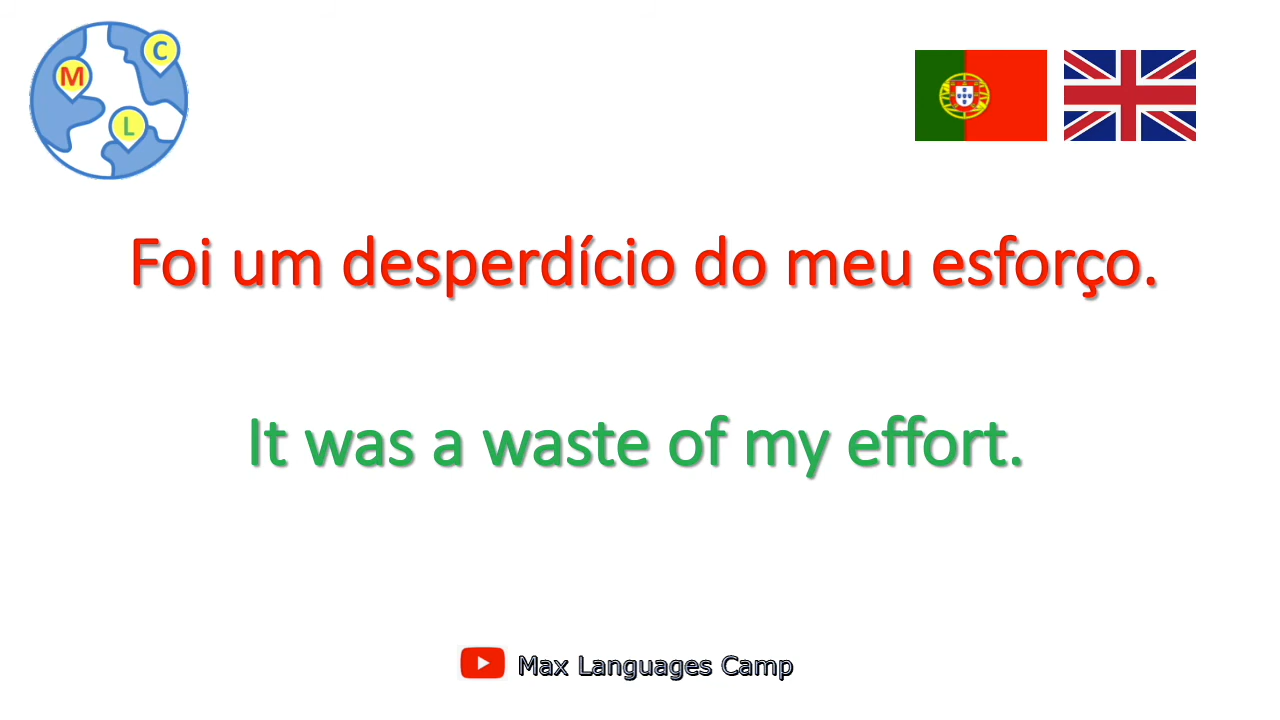 C
M
L
Foi um desperdício do meu esforço.
It was a waste of my effort.
Max Languages Camp